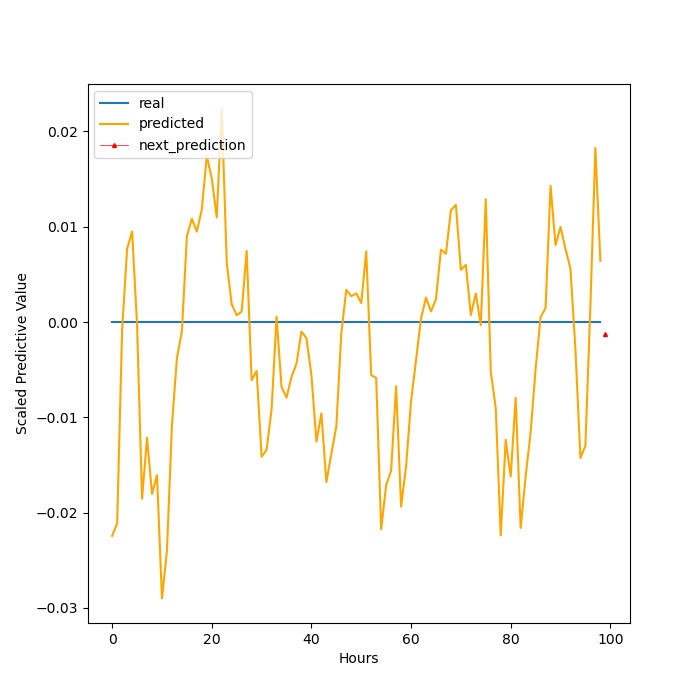 real
predicted
next_prediction
0.02
0.01
0.00
−0.01
−0.02
−0.03
Scaled Predictive Value
0 20 40 60 80 100
Hours